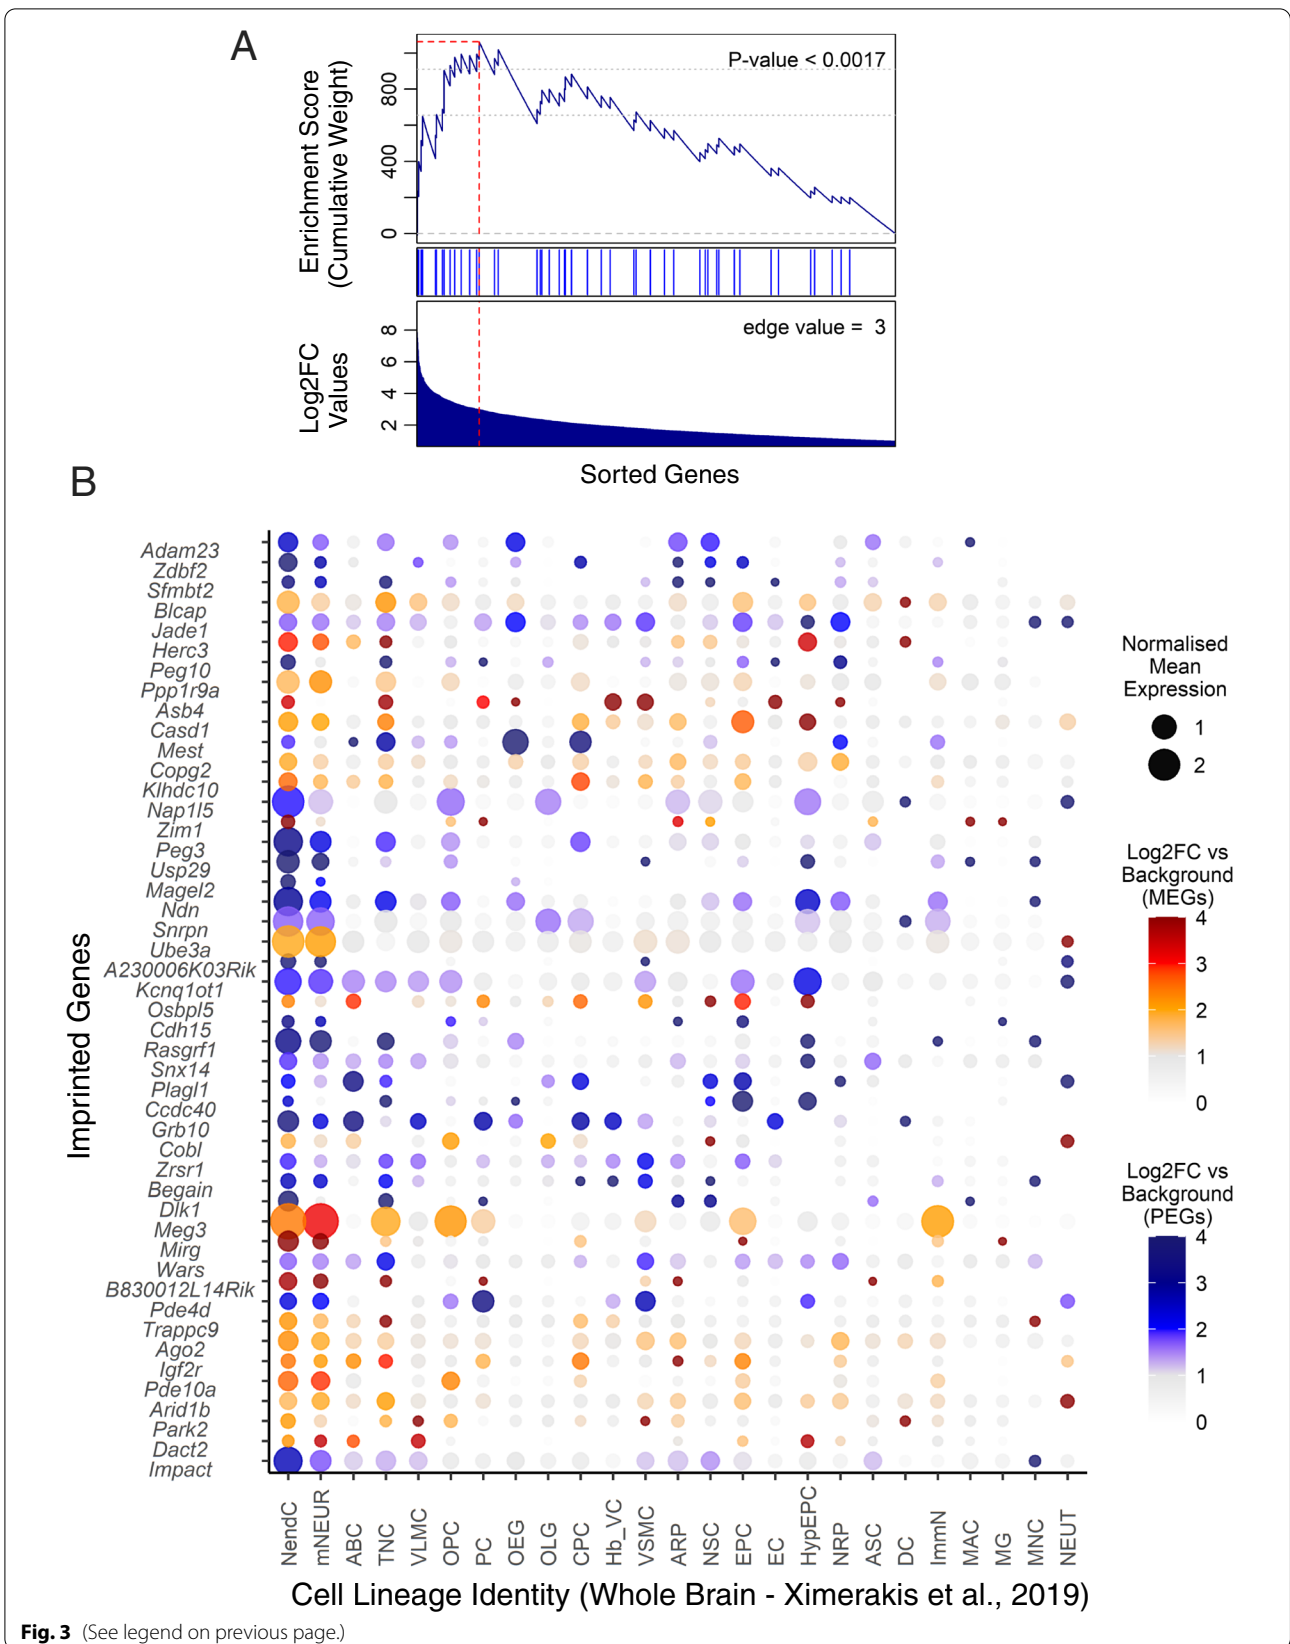 A
P-value < 0.0017
Enrichment Score
(Cumulative Weight)
800
400
0
edge value = 3
Log2FC
Values
8
6
4
2
Sorted Genes
B
Imprinted Genes
Adam23
Zdbf2
Sfmbt2
Blcap
Jade1
Herc3
Peg10
Ppp1r9a
Asb4
Casd1
Mest
Copg2
Klhdc10
Nap1l5
Zim1
Peg3
Usp29
Magel2
Ndn
Snrpn
Ube3a
A230006K03Rik
Kcnq1ot1
Osbpl5
Cdh15
Rasgrf1
Snx14
Plagl1
Ccdc40
Grb10
Cobl
Zrsr1
Begain
Dlk1
Meg3
Mirg
Wars
B830012L14Rik
Pde4d
Trappc9
Ago2
Igf2r
Pde10a
Arid1b
Park2
Dact2
Impact
Normalised
Mean
Expression
1
2
Log2FC vs
Background
(MEGs)
4
3
2
1
0
Log2FC vs
Background
(PEGs)
4
3
2
1
0
NendC
mNEUR
ABC
TNC
VLMC
OPC
PC
OEG
OLG
CPC
Hb_VC
VSMC
ARP
NSC
EPC
EC
HypEPC
NRP
ASC
DC
ImmN
MAC
MG
MNC
NEUT
Cell Lineage Identity (Whole Brain - Ximerakis et al., 2019)
Fig. 3 (See legend on previous page.)